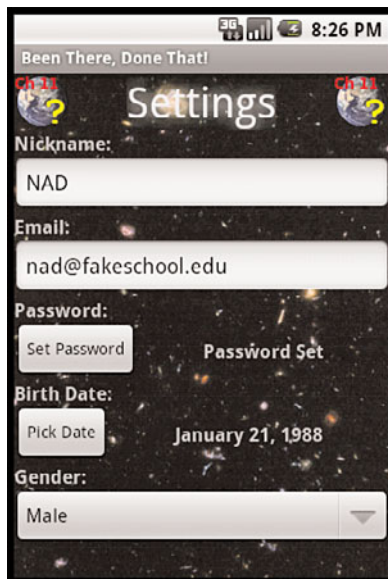 3G 8:26 PM
Been There, Done That!
Ch 11 Settings Ch 11
?
?
Nickname:
NAD
Email:
nad@fakeschool.edu
Password:
Set Password Password Set
Birth Date:
Pick Date January 21, 1988
Gender:
Male